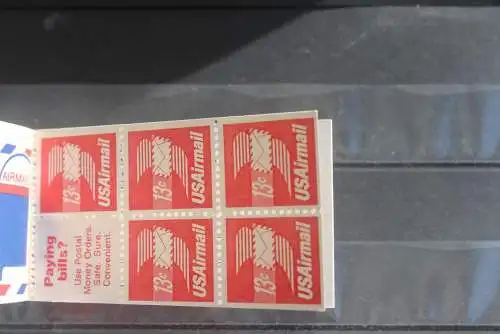 AIRMA
13c
USAirmail
13c
USAirmail
13c
USAirmail
Paying
bills?
Use Postal
Money Orders.
Safe. Sure.
Convenient.
13c
USAirmail
13c
USAirmail